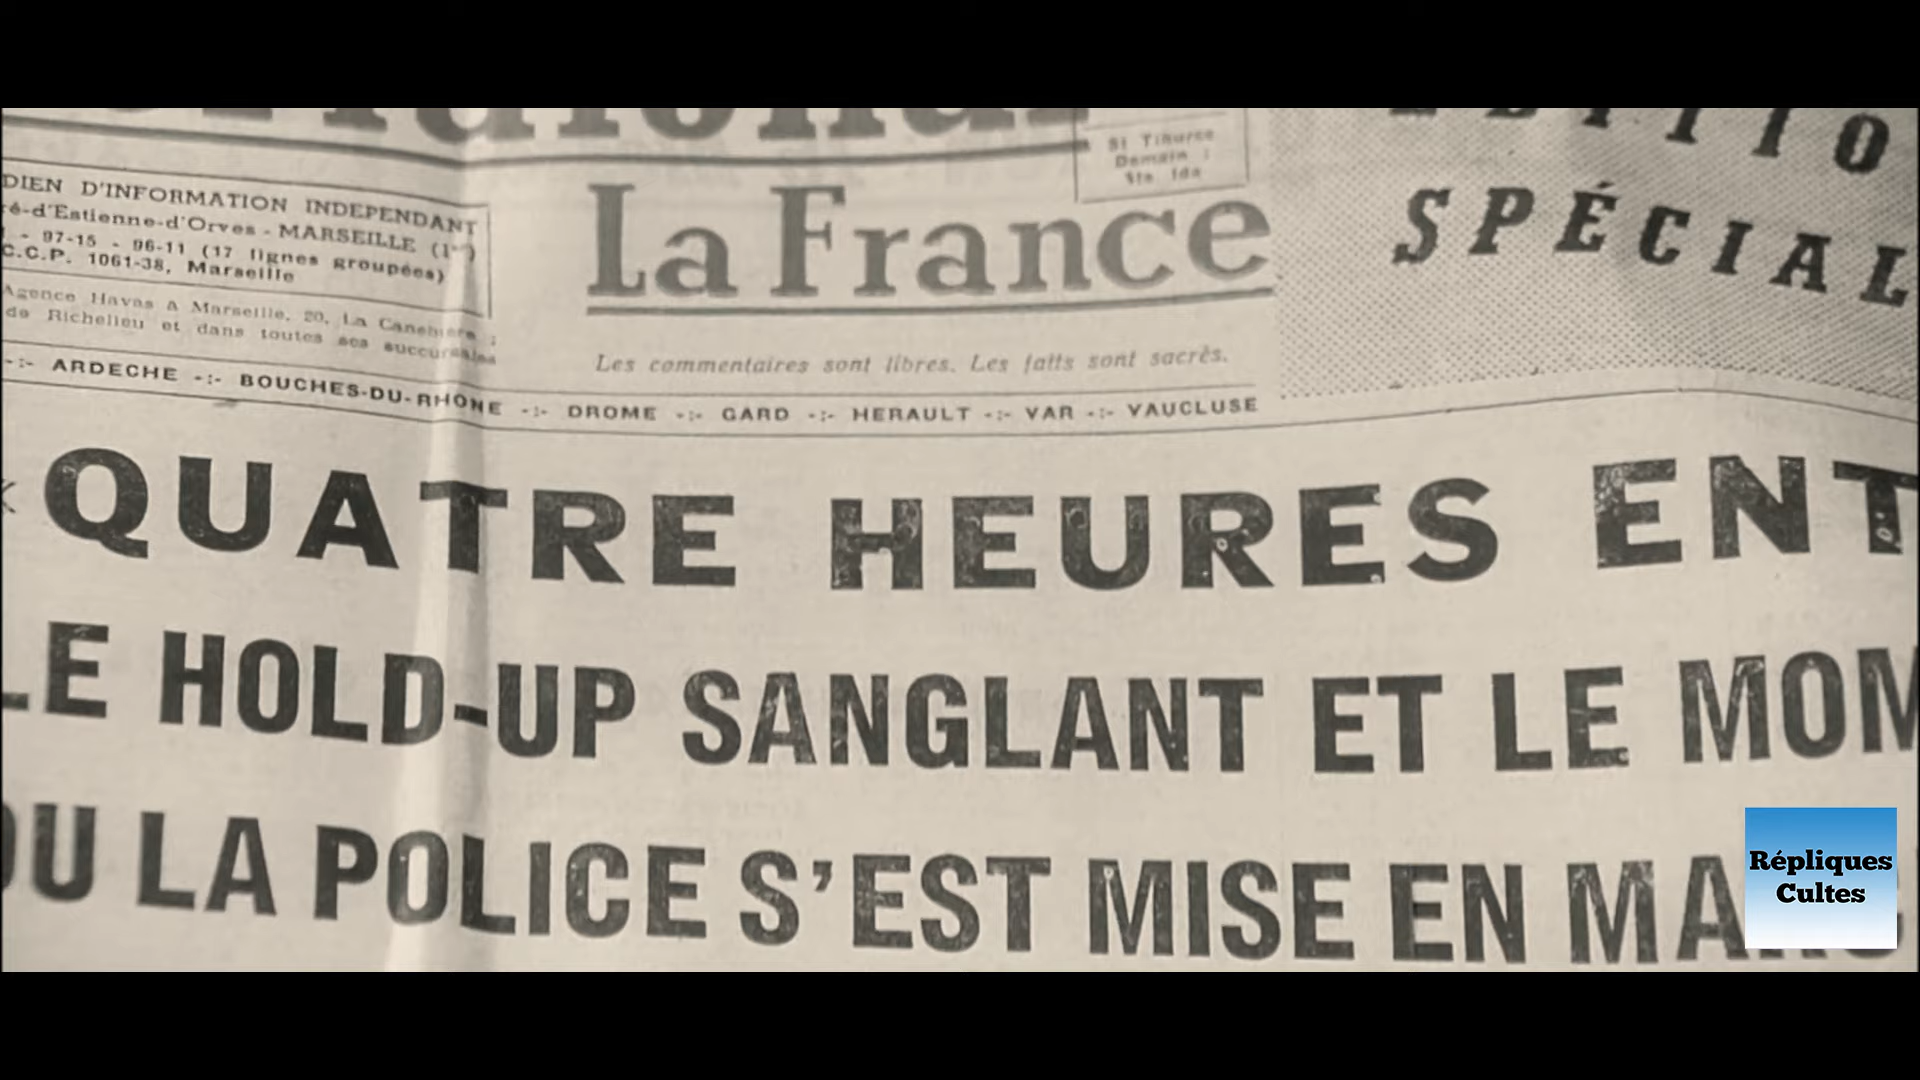 St Tiburce
Demain :
Ste Ida
SPÉCIAL
DIEN D'INFORMATION INDEPENDANT
ré-d'Estienne-d'Orves - MARSEILLE (1er)
- 97-15 - 96-11 (17 lignes groupées)
C.C.P. 1061-38, Marseille
Agence Havas à Marseille, 20, La Canebière ;
de Richelieu et dans toutes ses succursales
La France
Les commentaires sont libres. Les faits sont sacrés.
-:- ARDECHE -:- BOUCHES-DU-RHONE -:- DROME -:- GARD -:- HERAULT -:- VAR -:- VAUCLUSE
QUATRE HEURES ENT
LE HOLD-UP SANGLANT ET LE MOM
OU LA POLICE S'EST MISE EN MAR
Répliques
Cultes